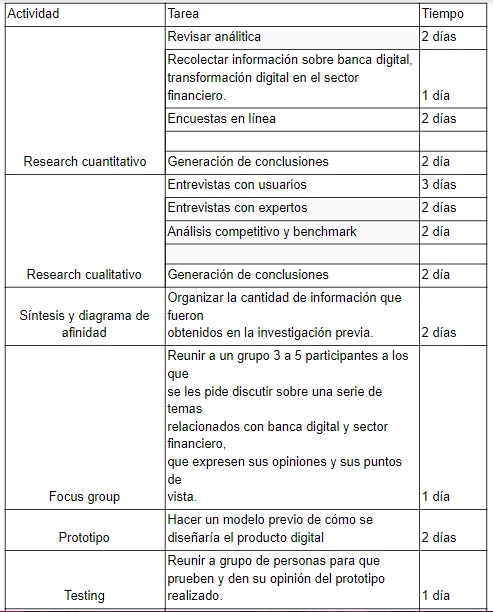 Actividad Tarea Tiempo
Revisar análitica 2 días
Recolectar información sobre banca digital,
transformación digital en el sector
financiero. 1 día
Encuestas en línea 2 días
Research cuantitativo Generación de conclusiones 2 día
Entrevistas con usuarios 3 días
Entrevistas con expertos 2 días
Análisis competitivo y benchmark 2 día
Research cualitativo Generación de conclusiones 2 día
Síntesis y diagrama de
afinidad
Organizar la cantidad de información que
fueron
obtenidos en la investigación previa. 2 días
Reunir a un grupo 3 a 5 participantes a los
que
se les pide discutir sobre una serie de
temas
relacionados con banca digital y sector
financiero,
que expresen sus opiniones y sus puntos
de
Focus group vista. 1 día
Hacer un modelo previo de cómo se
Prototipo diseñaría el producto digital 2 días
Reunir a grupo de personas para que
prueben y den su opinión del prototipo
Testing realizado. 1 día